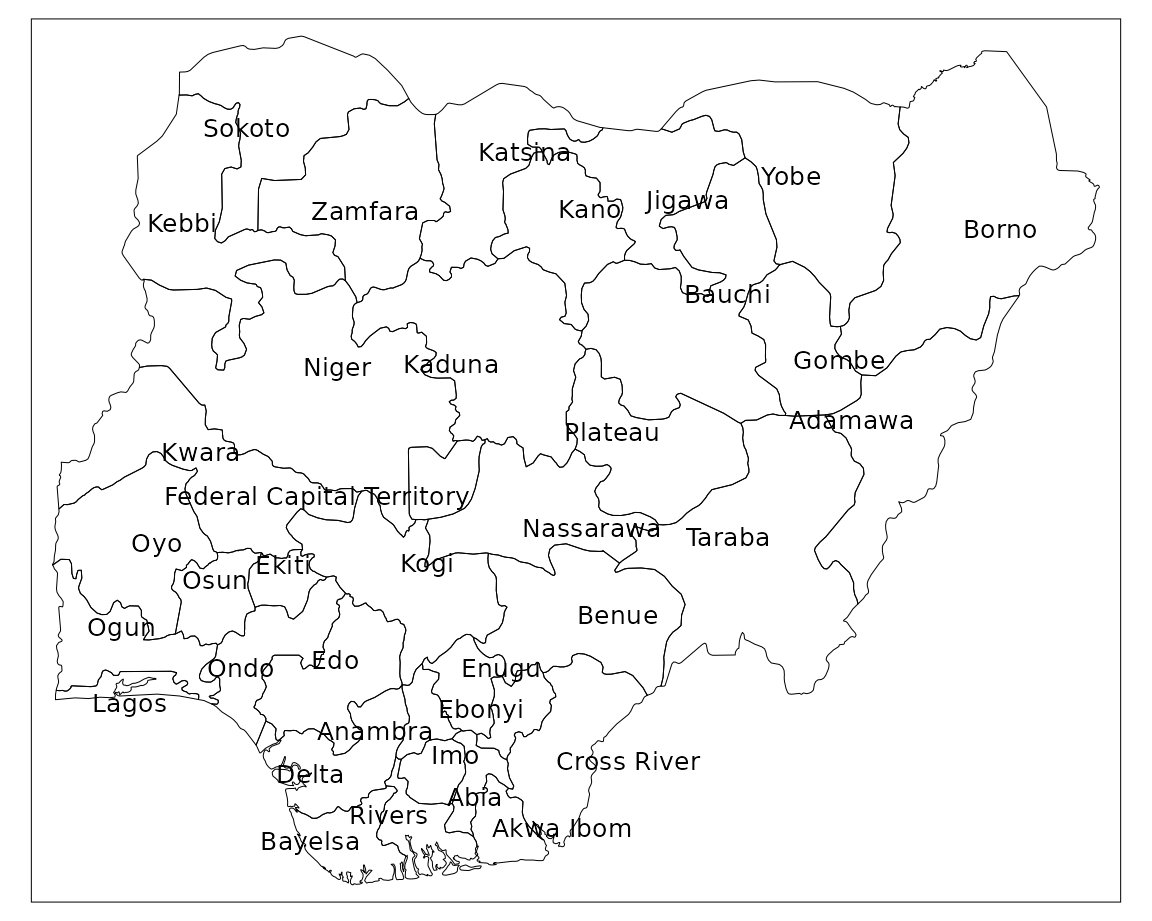 Sokoto
Katsina
Yobe
Jigawa
Kano
Zamfara
Kebbi
Borno
Bauchi
Gombe
Kaduna
Niger
Adamawa
Plateau
Kwara
Federal Capital Territory
Nassarawa
Taraba
Oyo
Kogi
Ekiti
Osun
Benue
Ogun
Edo
Ondo
Enugu
Lagos
Ebonyi
Anambra
Imo
Cross River
Delta
Abia
Rivers
Akwa Ibom
Bayelsa